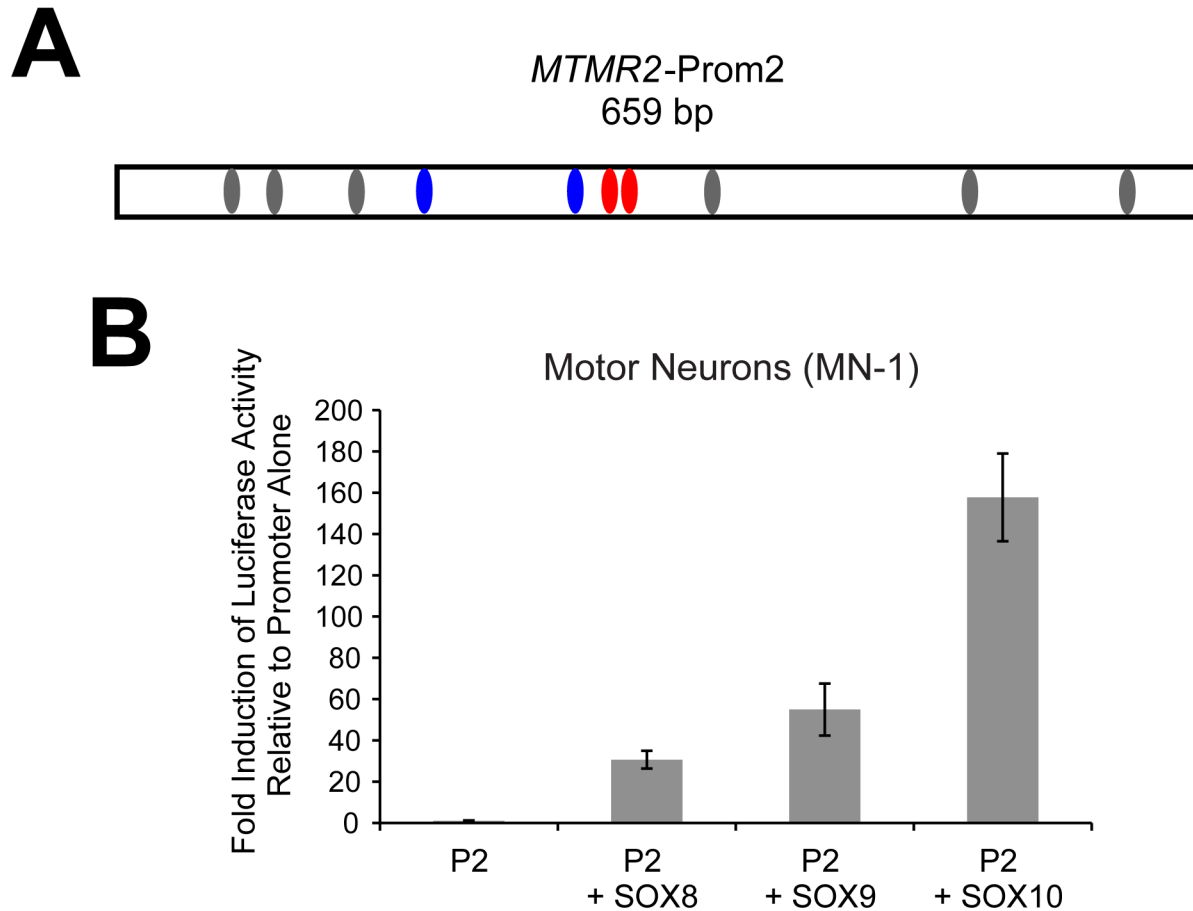 A
MTMR2-Prom2
659 bp
B
Motor Neurons (MN-1)
Fold Induction of Luciferase Activity
Relative to Promoter Alone
200
180
160
140
120
100
80
60
40
20
0
P2
P2
+ SOX8
P2
+ SOX9
P2
+ SOX10